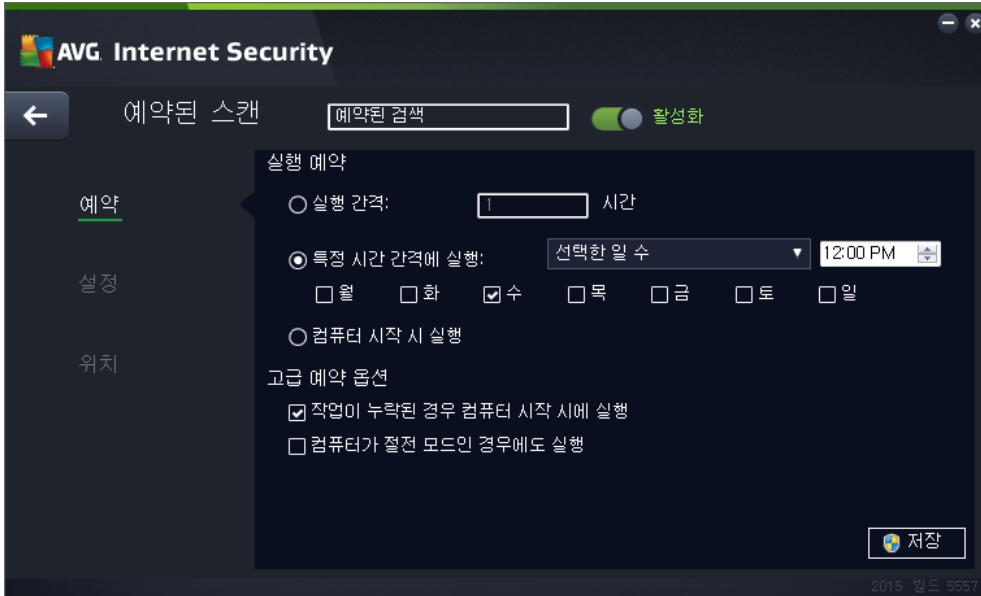 AVG. Internet Security
예약된 스캔 예약된 검색 활성화
예약
설정
위치
실행 예약
실행 간격: 1 시간
특정 시간 간격에 실행: 선택한 일 수 12:00 PM
월 화 수 목 금 토 일
컴퓨터 시작 시 실행
고급 예약 옵션
작업이 누락된 경우 컴퓨터 시작 시에 실행
컴퓨터가 절전 모드인 경우에도 실행
저장
2015 빌드 5557